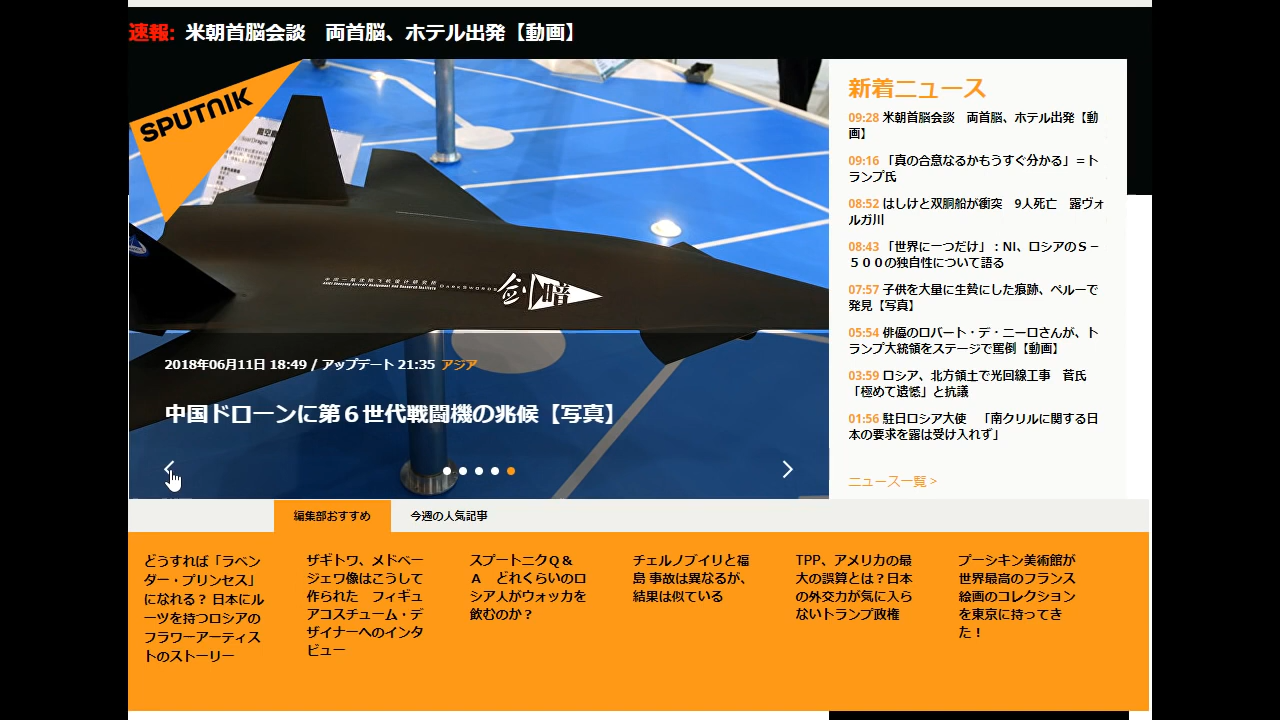 速報: 米朝首脳会談　両首脳、ホテル出発【動画】
SPUTNIK
DARKSWORDS
剑
暗
2018年06月11日 18:49 / アップデート 21:35 アジア
中国ドローンに第６世代戦闘機の兆候【写真】
新着ニュース
09:28 米朝首脳会談　両首脳、ホテル出発【動
画】
09:16 「真の合意なるかもうすぐ分かる」＝ト
ランプ氏
08:52 はしけと双胴船が衝突　9人死亡　露ヴォ
ルガ川
08:43 「世界に一つだけ」：NI、ロシアのＳ－
５００の独自性について語る
07:57 子供を大量に生贄にした痕跡、ペルーで
発見【写真】
05:54 俳優のロバート・デ・ニーロさんが、ト
ランプ大統領をステージで罵倒【動画】
03:59 ロシア、北方領土で光回線工事　菅氏
「極めて遺憾」と抗議
01:56 駐日ロシア大使　「南クリルに関する日
本の要求を露は受け入れず」
ニュース一覧 >
編集部おすすめ
今週の人気記事
どうすれば「ラベン
ダー・プリンセス」
になれる？ 日本にル
ーツを持つロシアの
フラワーアーティス
トのストーリー
ザギトワ、メドベー
ジェワ像はこうして
作られた　フィギュ
アコスチューム・デ
ザイナーへのインタ
ビュー
スプートニクＱ＆
Ａ　どれくらいのロ
シア人がウォッカを
飲むのか？
チェルノブイリと福
島 事故は異なるが、
結果は似ている
TPP、アメリカの最
大の誤算とは？日本
の外交力が気に入ら
ないトランプ政権
プーシキン美術館が
世界最高のフランス
絵画のコレクション
を東京に持ってき
た！